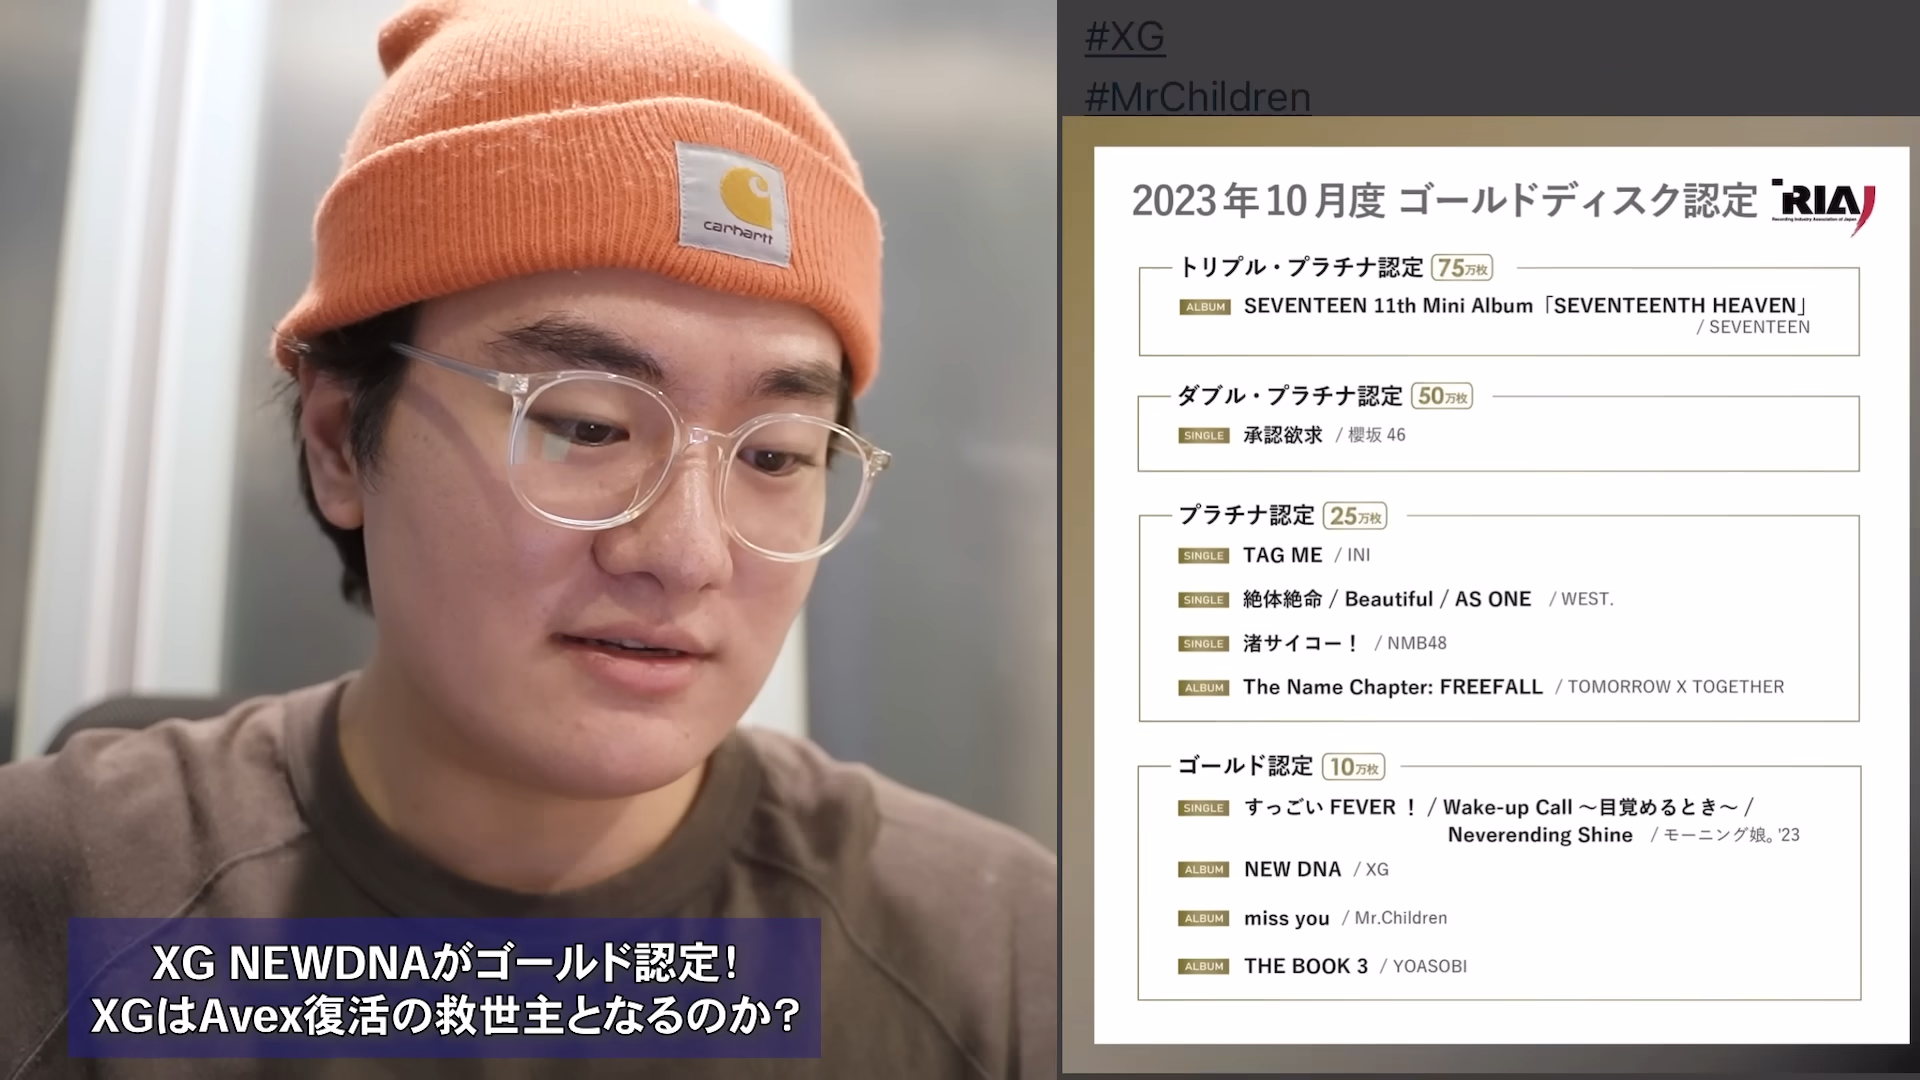 carhartt
XG NEWDNAがゴールド認定!
XGはAvex復活の救世主となるのか?
#XG
#MrChildren
2023年10月度 ゴールドディスク認定 RIAJ
Recording Industry Association of Japan
トリプル・プラチナ認定 75万枚
ALBUM SEVENTEEN 11th Mini Album「SEVENTEENTH HEAVEN」
/ SEVENTEEN
ダブル・プラチナ認定 50万枚
SINGLE 承認欲求 / 櫻坂 46
プラチナ認定 25万枚
SINGLE TAG ME / INI
SINGLE 絶体絶命 / Beautiful / AS ONE / WEST.
SINGLE 渚サイコー! / NMB48
ALBUM The Name Chapter: FREEFALL / TOMORROW X TOGETHER
ゴールド認定 10万枚
SINGLE すっごい FEVER ! / Wake-up Call ～目覚めるとき～ /
Neverending Shine / モーニング娘。'23
ALBUM NEW DNA / XG
ALBUM miss you / Mr.Children
ALBUM THE BOOK 3 / YOASOBI